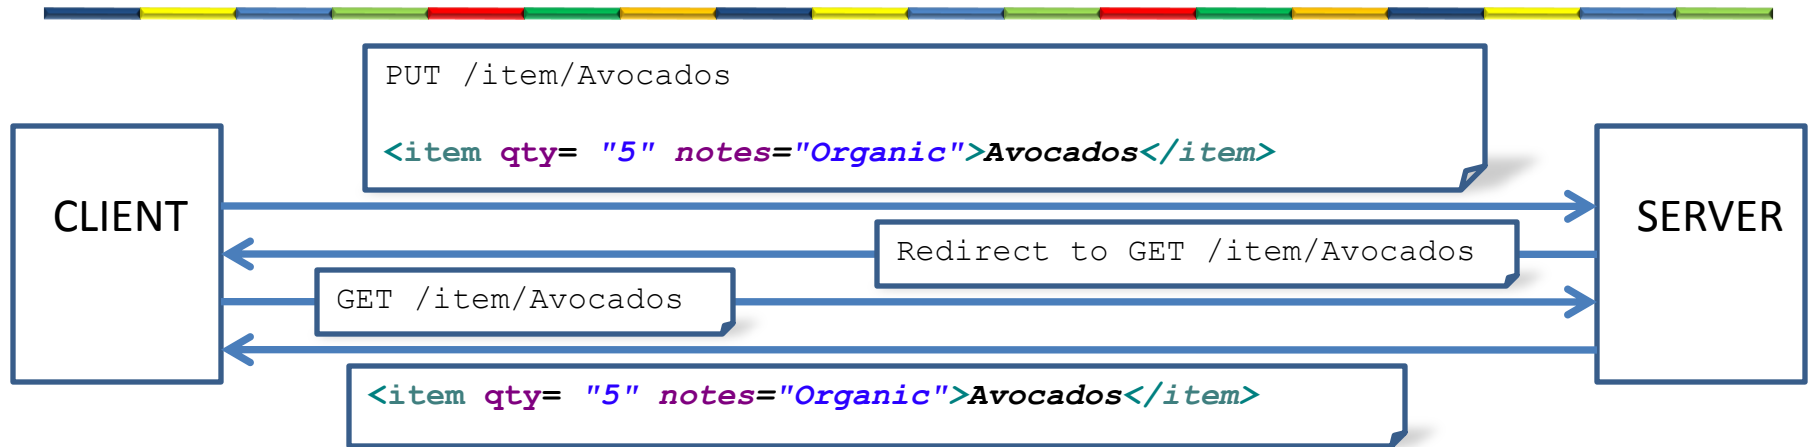 PUT /item/Avocados
<item qty= "5" notes="Organic">Avocados</item>
CLIENT
SERVER
Redirect to GET /item/Avocados
GET /item/Avocados
<item qty= "5" notes="Organic">Avocados</item>